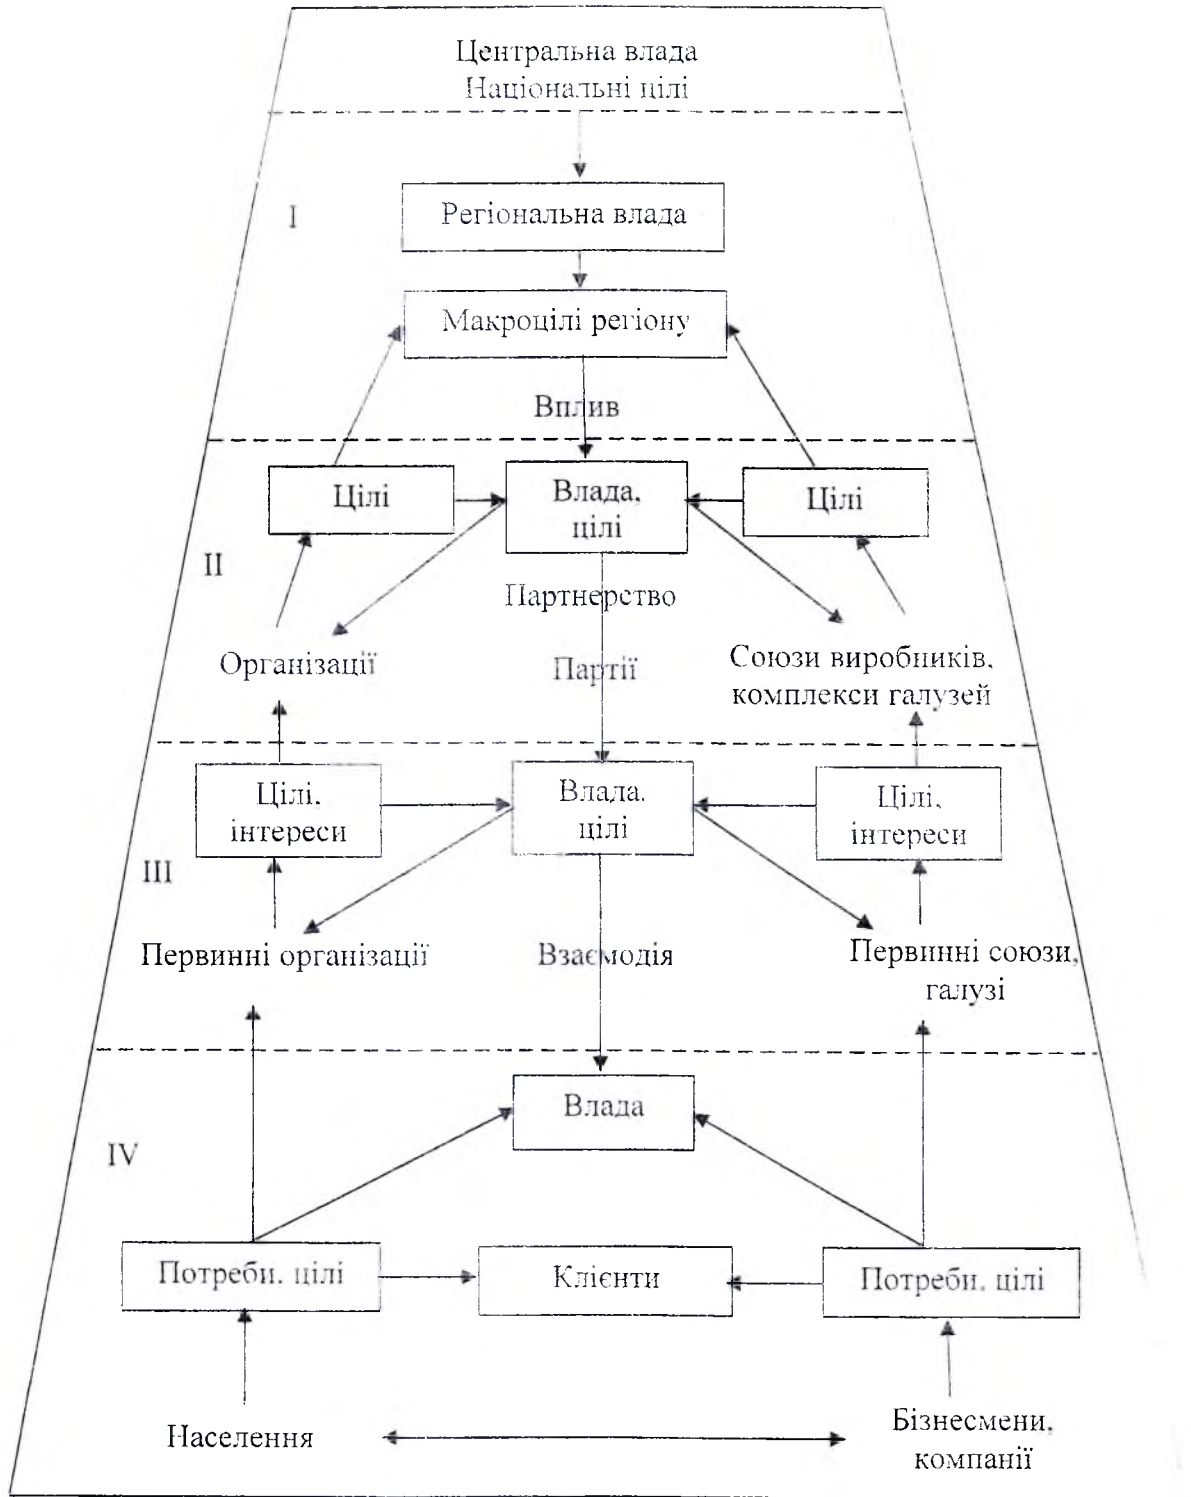 Центральна влада
Національні цілі
I
Регіональна влада
Макроцілі регіону
Вплив
Цілі
Влада,
цілі
Цілі
II
Партнерство
Організації
Партії
Союзи виробників,
комплекси галузей
Цілі,
інтереси
Влада,
цілі
Цілі,
інтереси
III
Первинні організації
Взаємодія
Первинні союзи,
галузі
Влада
IV
Потреби, цілі
Клієнти
Потреби, цілі
Населення
Бізнесмени,
компанії